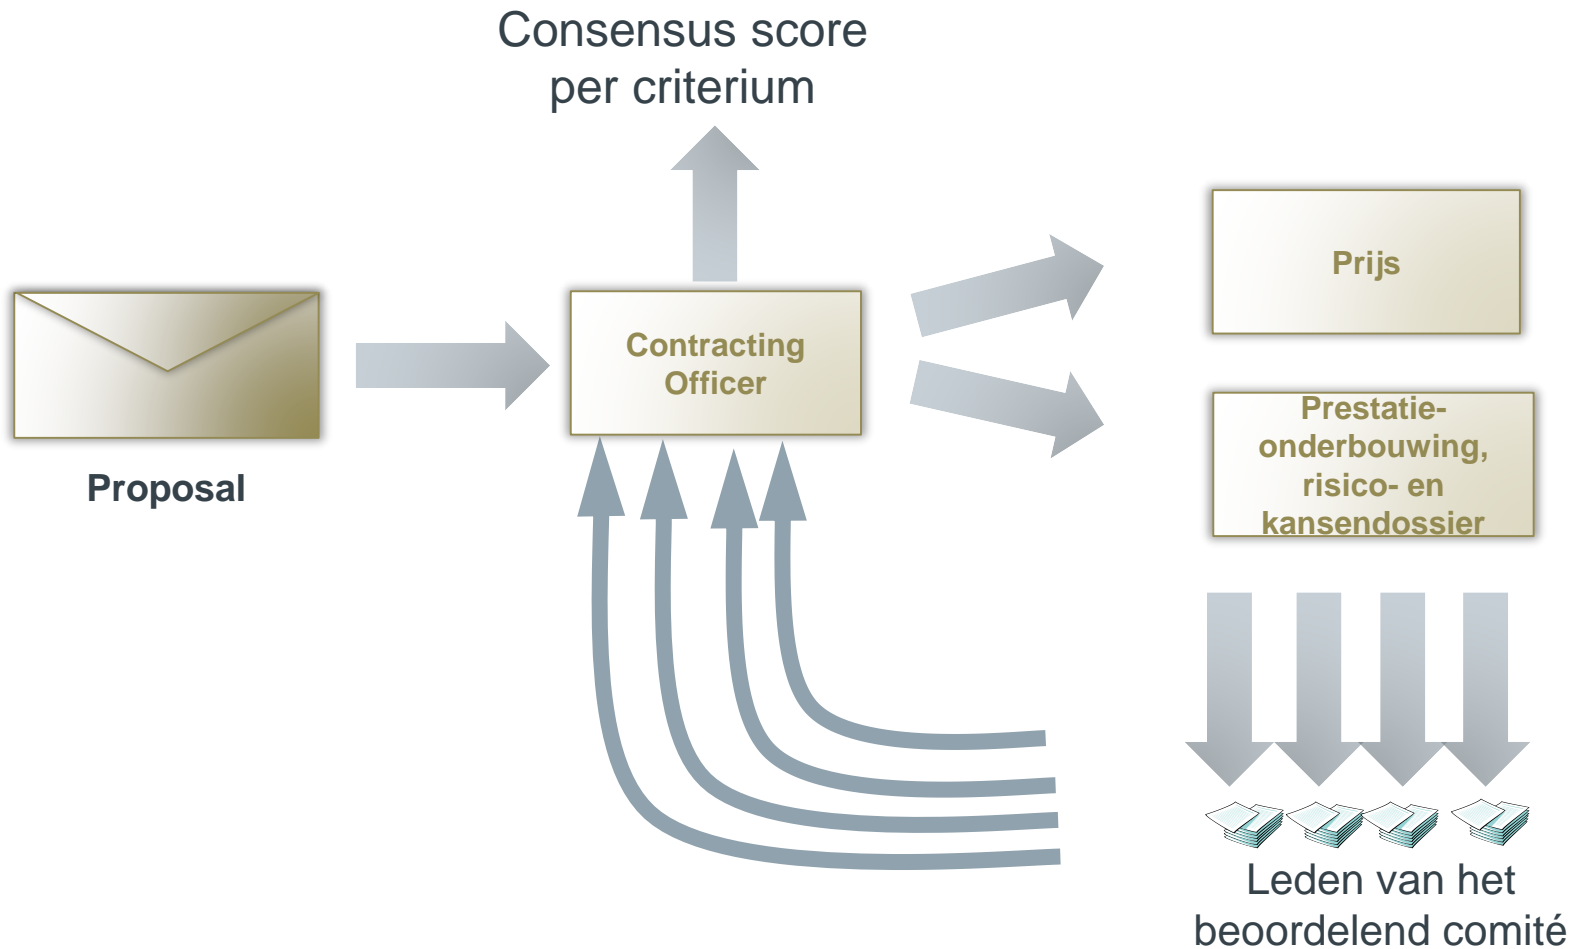 Consensus score
per criterium
Prijs
Contracting
Officer
Proposal
Prestatie-
onderbouwing,
risico- en
kansendossier
Leden van het
beoordelend comité